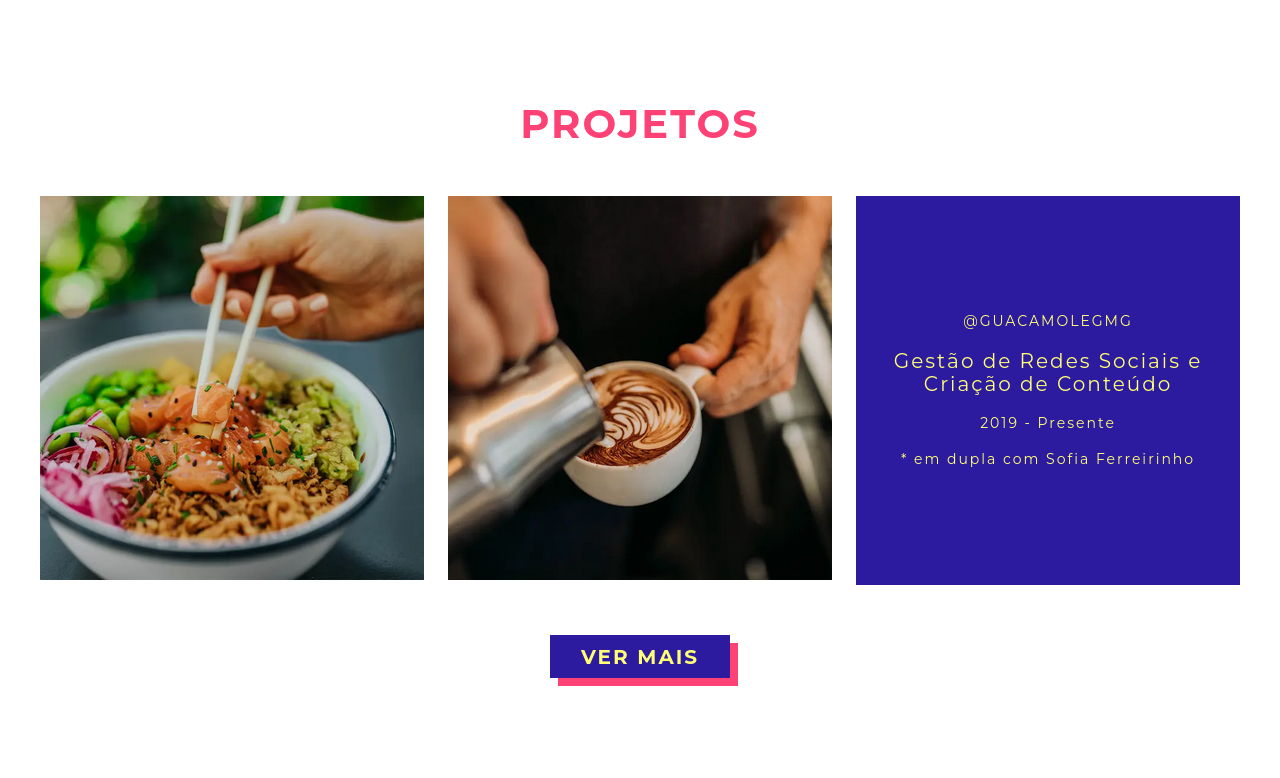 PROJETOS
@GUACAMOLEGMG
Gestão de Redes Sociais e
Criação de Conteúdo
2019 - Presente
* em dupla com Sofia Ferreirinho
VER MAIS